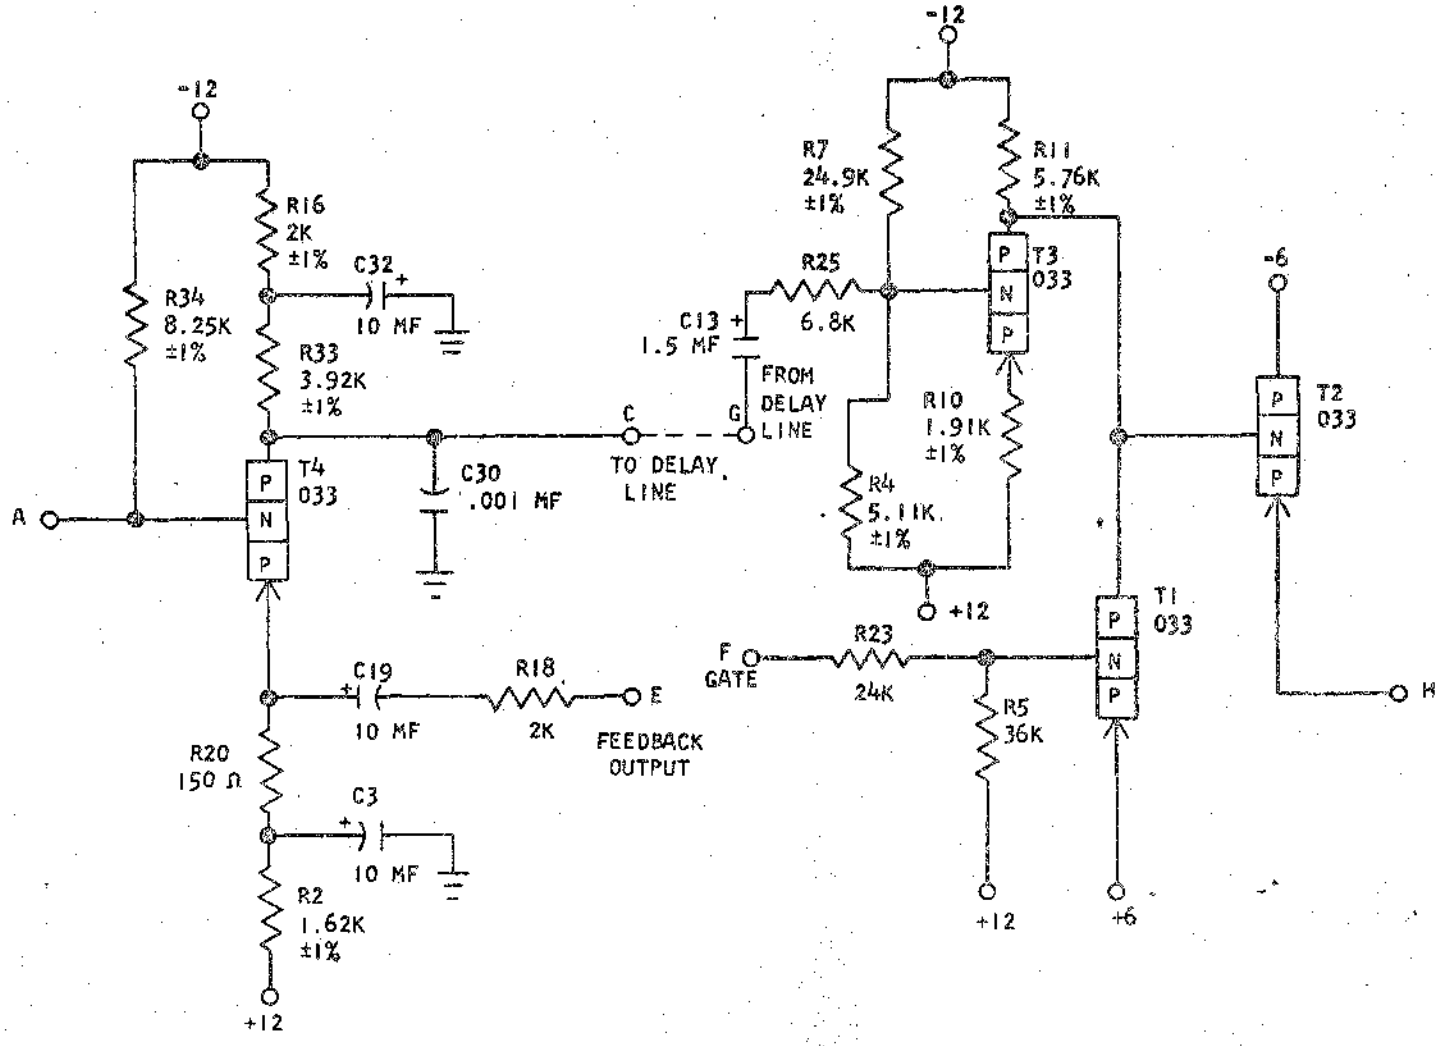 -12
R16
2K
±1%
C32
+
10 MF
R34
8.25K
±1%
R33
3.92K
±1%
C
TO DELAY
LINE
C30
.001 MF
P
N
P
T4
033
A
C19
+
10 MF
R18
2K
E
FEEDBACK
OUTPUT
R20
150 Ω
C3
+
10 MF
R2
1.62K
±1%
+12
-12
R7
24.9K
±1%
R11
5.76K
±1%
P
N
P
T3
033
R25
6.8K
C13 +
1.5 MF
FROM
DELAY
LINE
G
R10
1.91K
±1%
R4
5.11K
±1%
+12
-6
P
N
P
T2
033
H
P
N
P
T1
033
F
GATE
R23
24K
R5
36K
+12
+6